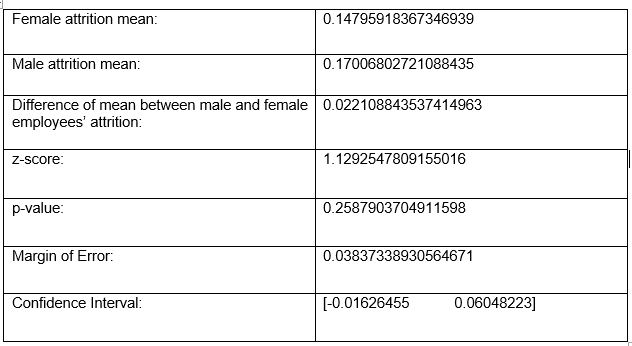 Female attrition mean: 0.14795918367346939
Male attrition mean: 0.17006802721088435
Difference of mean between male and female 0.022108843537414963
employees’ attrition:
z-score: 1.1292547809155016
p-value: 0.2587903704911598
Margin of Error: 0.03837338930564671
Confidence Interval: [-0.01626455 0.06048223]